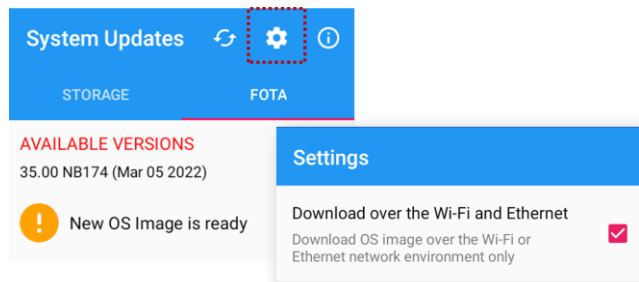 System Updates
STORAGE FOTA
AVAILABLE VERSIONS
35.00 NB174 (Mar 05 2022)
New OS Image is ready
Settings
Download over the Wi-Fi and Ethernet
Download OS image over the Wi-Fi or
Ethernet network environment only